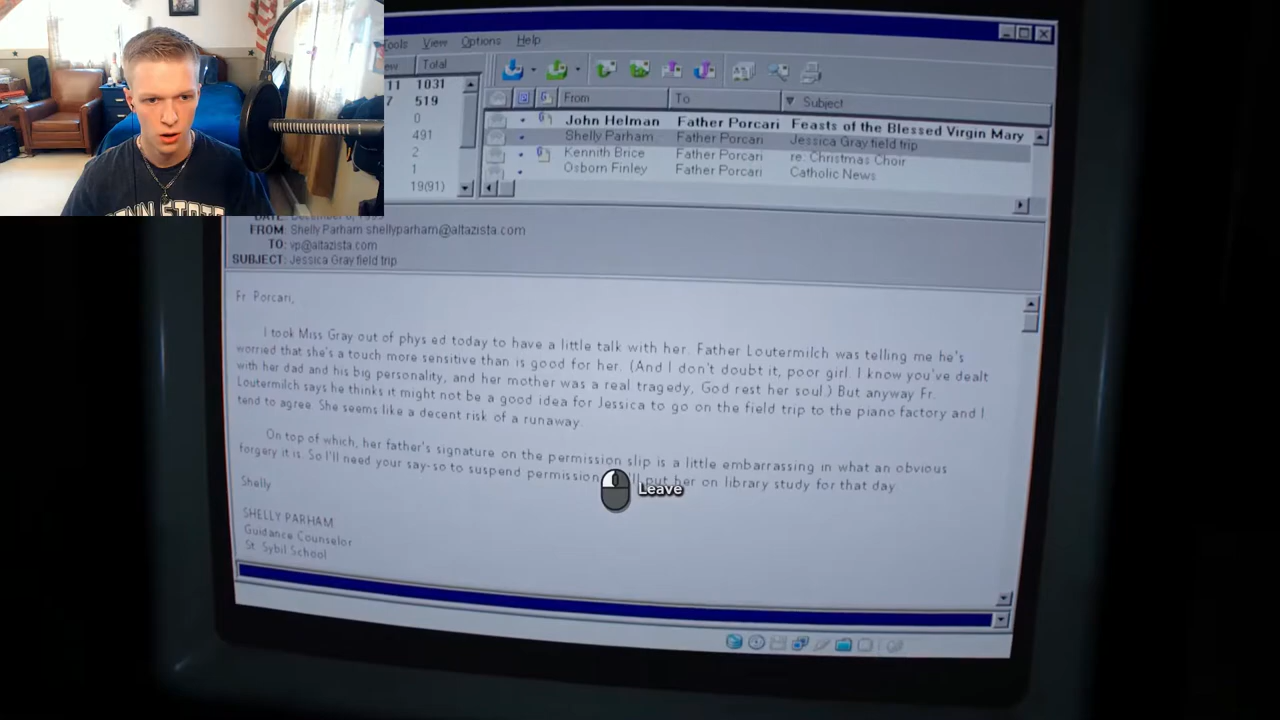 Tools View Options Help
Total
11 1031
7 519
0
491
2
1
19(91)
From To Subject
John Helman Father Porcari Feasts of the Blessed Virgin Mary
Shelly Parham Father Porcari Jessica Gray field trip
Kennith Brice Father Porcari re: Christmas Choir
Osborn Finley Father Porcari Catholic News
PENN STATE
FROM: Shelly Parham shellyparham@altazista.com
TO: vp@altazista.com
SUBJECT: Jessica Gray field trip
Fr. Porcari,
I took Miss Gray out of phys ed today to have a little talk with her. Father Loutermilch was telling me he's
worried that she's a touch more sensitive than is good for her. (And I don't doubt it, poor girl. I know you've dealt
with her dad and his big personality, and her mother was a real tragedy, God rest her soul.) But anyway Fr.
Loutermilch says he thinks it might not be a good idea for Jessica to go on the field trip to the piano factory and I
tend to agree. She seems like a decent risk of a runaway.
On top of which, her father's signature on the permission slip is a little embarrassing in what an obvious
forgery it is. So I'll need your say-so to suspend permission put her on library study for that day
Leave
Shelly
SHELLY PARHAM
Guidance Counselor
St. Sybil School